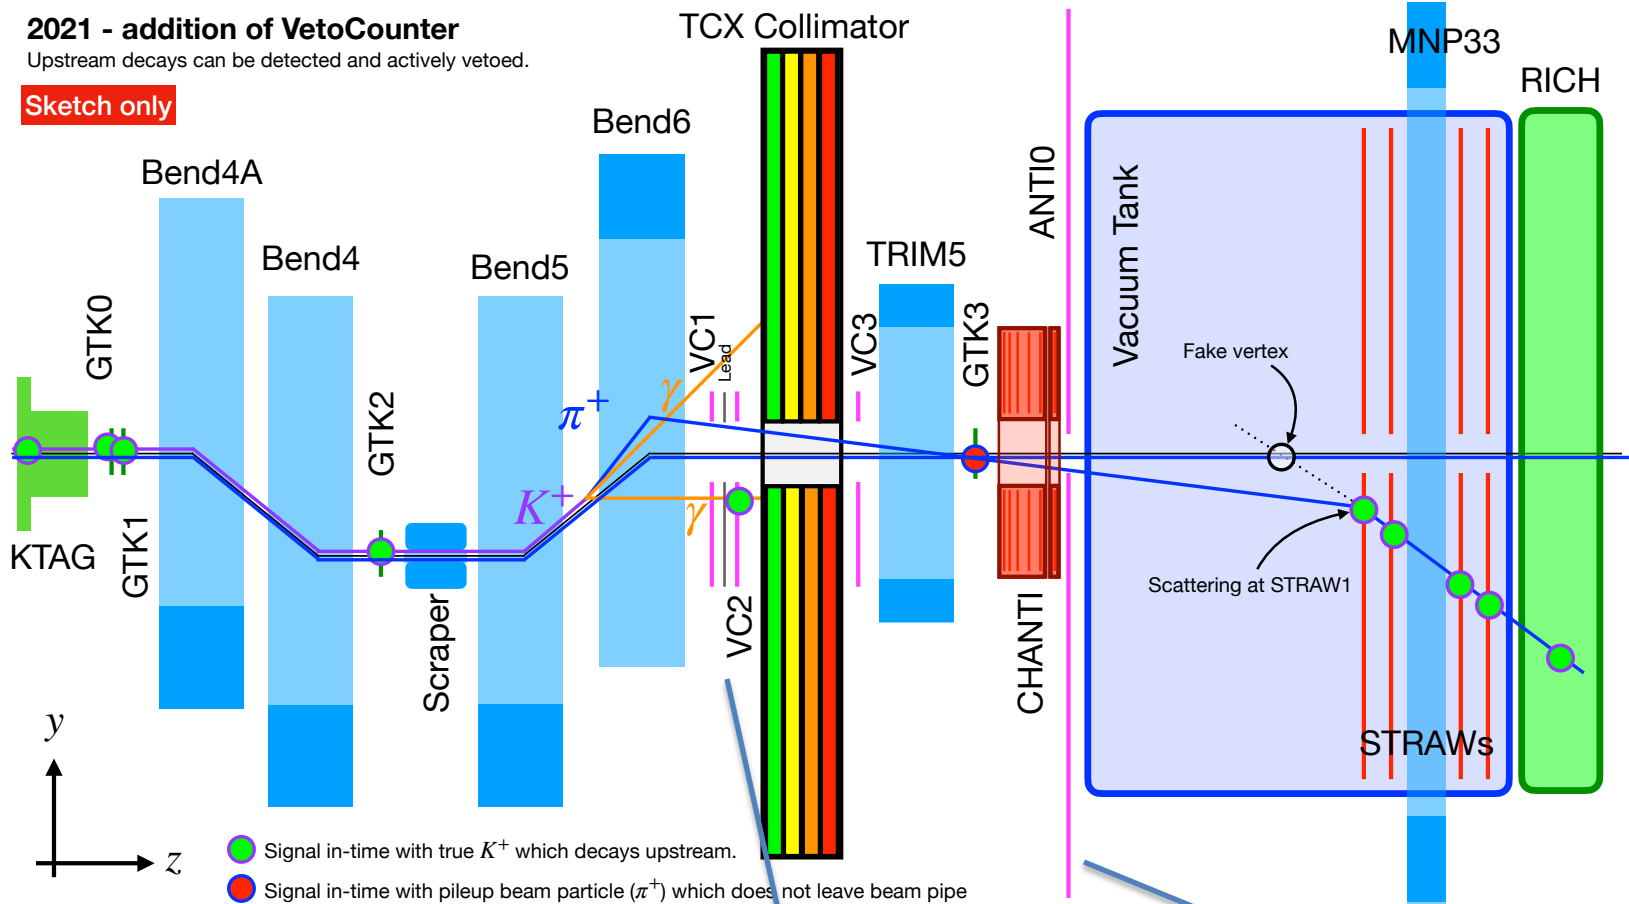 2021 - addition of VetoCounter
Upstream decays can be detected and actively vetoed.
Sketch only
TCX Collimator
MNP33
RICH
Bend6
Bend4A
Bend4
Bend5
TRIM5
ANTI0
Vacuum Tank
GTK0
GTK1
GTK2
GTK3
KTAG
Scraper
VC1
Lead
VC2
VC3
π⁺
γ
K⁺
γ
CHANTI
Fake vertex
Scattering at STRAW1
STRAWs
y
z
Signal in-time with true K⁺ which decays upstream.
Signal in-time with pileup beam particle (π⁺) which does not leave beam pipe